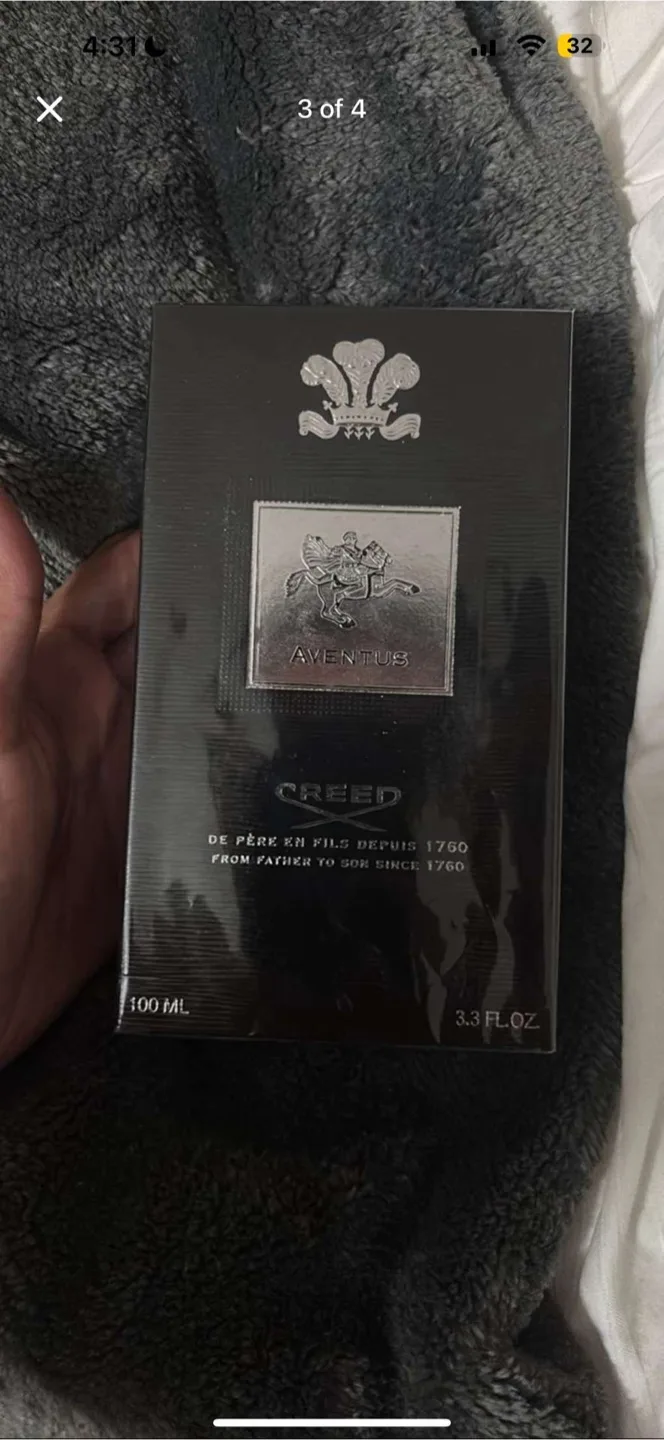 4:31
32
3 of 4
AVENTUS
CREED
DE PÈRE EN FILS DEPUIS 1760
FROM FATHER TO SON SINCE 1760
100 ML
3.3 FL.OZ.